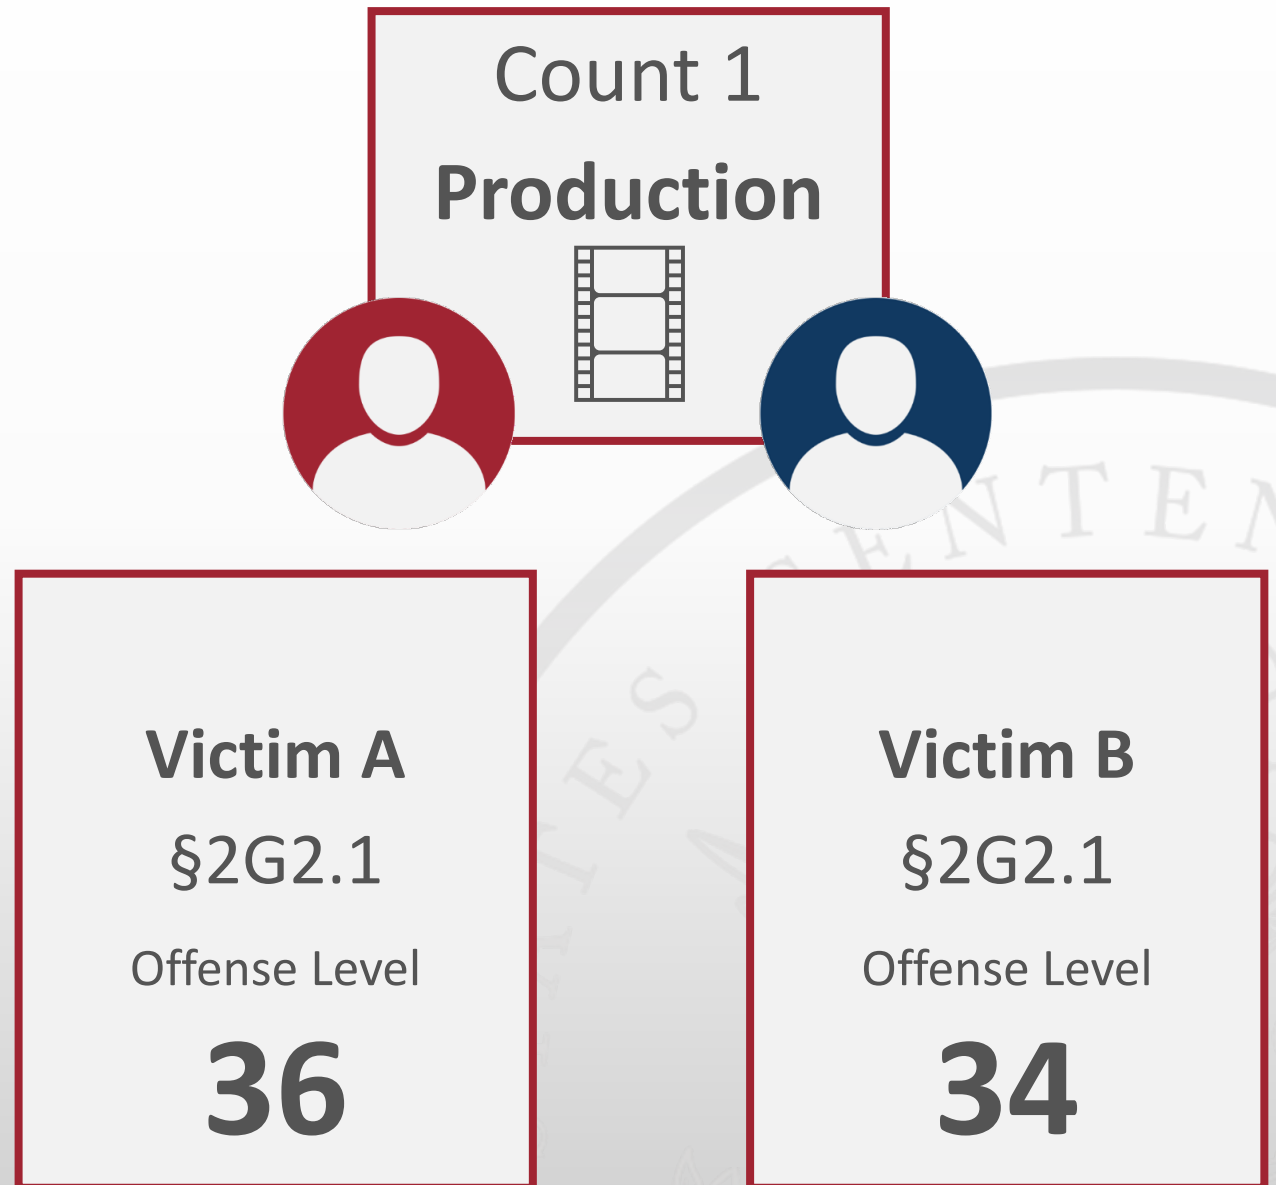 Count 1
Production
Victim A
§2G2.1
Offense Level
36
Victim B
§2G2.1
Offense Level
34